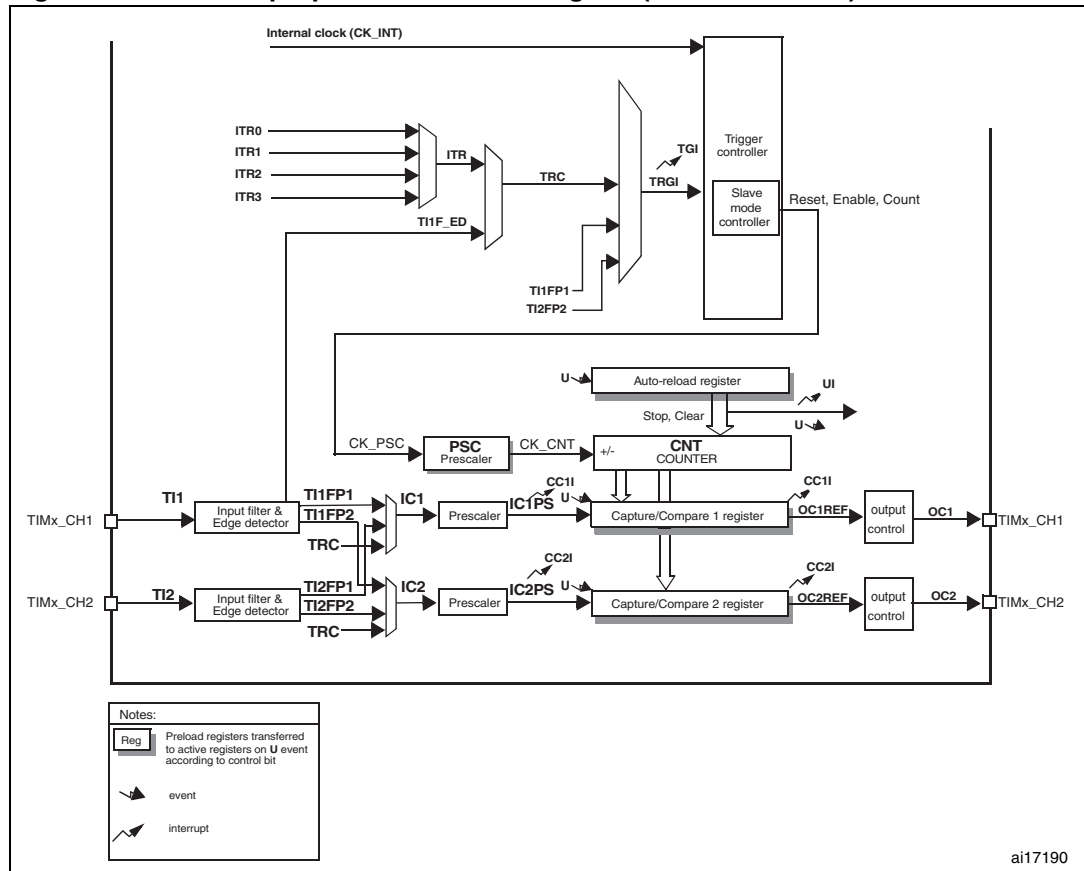 Internal clock (CK_INT)
ITR0
ITR1
ITR2
ITR3
ITR
TI1F_ED
TRC
TI1FP1
TI2FP2
TGI
TRGI
Trigger
controller
Slave
mode
controller
Reset, Enable, Count
U
Auto-reload register
UI
Stop, Clear
U
CK_PSC
PSC
Prescaler
CK_CNT
+/-
CNT
COUNTER
TIMx_CH1
TI1
Input filter &
Edge detector
TI1FP1
TI1FP2
TRC
IC1
Prescaler
CC1I
IC1PS
U
Capture/Compare 1 register
CC1I
OC1REF
output
control
OC1
TIMx_CH1
TIMx_CH2
TI2
Input filter &
Edge detector
TI2FP1
TI2FP2
TRC
IC2
Prescaler
CC2I
IC2PS
U
Capture/Compare 2 register
CC2I
OC2REF
output
control
OC2
TIMx_CH2
Notes:
Reg
Preload registers transferred
to active registers on U event
according to control bit
event
interrupt
ai17190